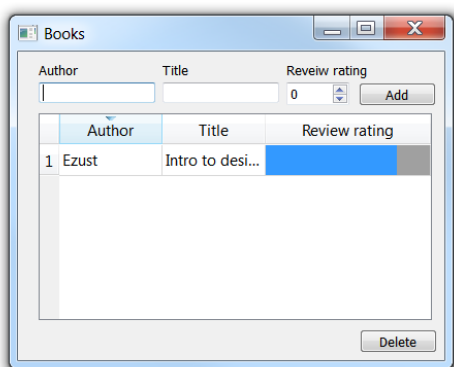 Books
Author Title Reveiw rating
0 Add
Author Title Review rating
1 Ezust Intro to desi...
Delete